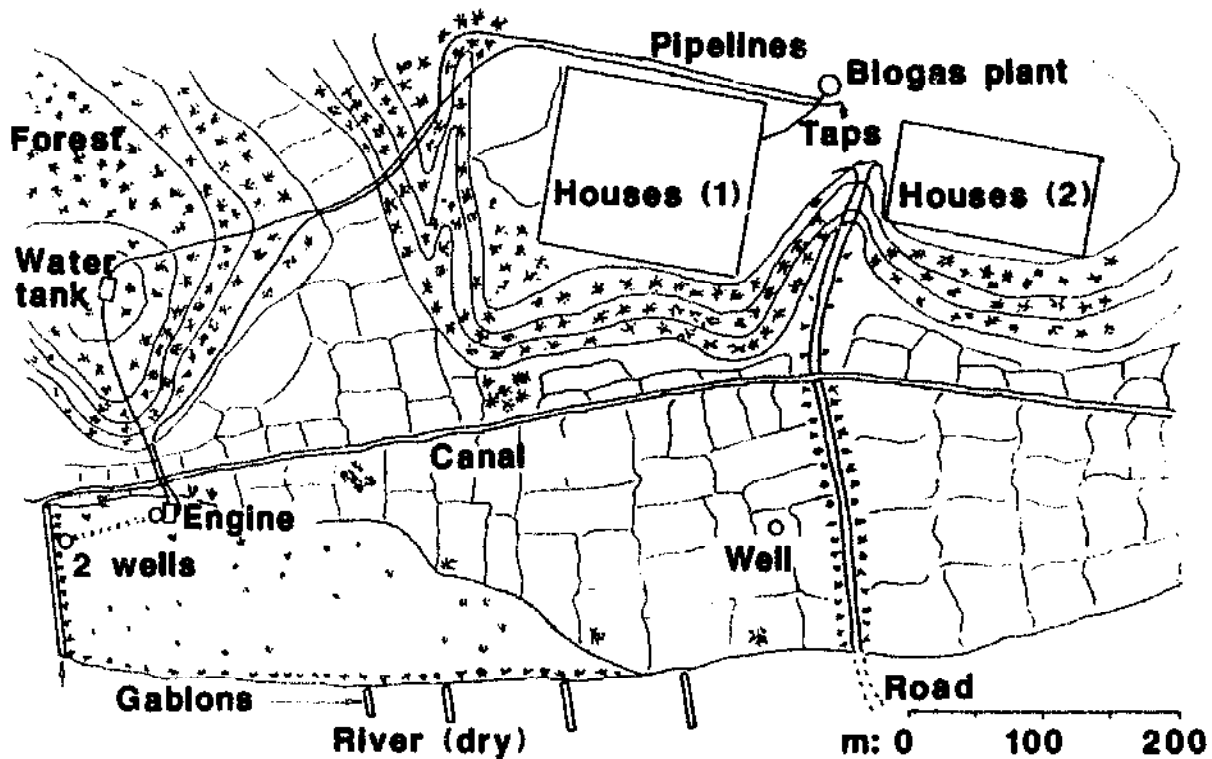 Pipelines
Biogas plant
Forest
Taps
Houses (1)
Houses (2)
Water
tank
Canal
Engine
2 wells
Well
Gabions
Road
River (dry)
m: 0 100 200